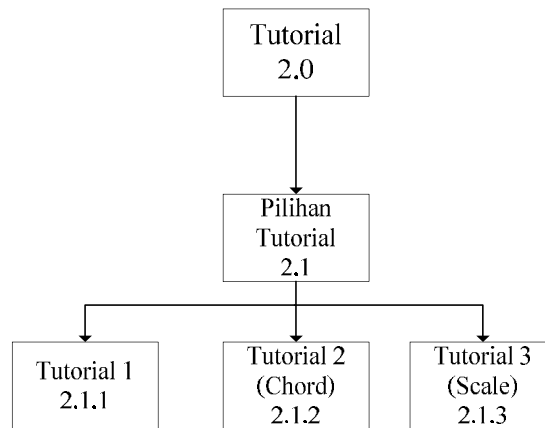 Tutorial
2.0
Pilihan
Tutorial
2.1
Tutorial 1
2.1.1
Tutorial 2
(Chord)
2.1.2
Tutorial 3
(Scale)
2.1.3